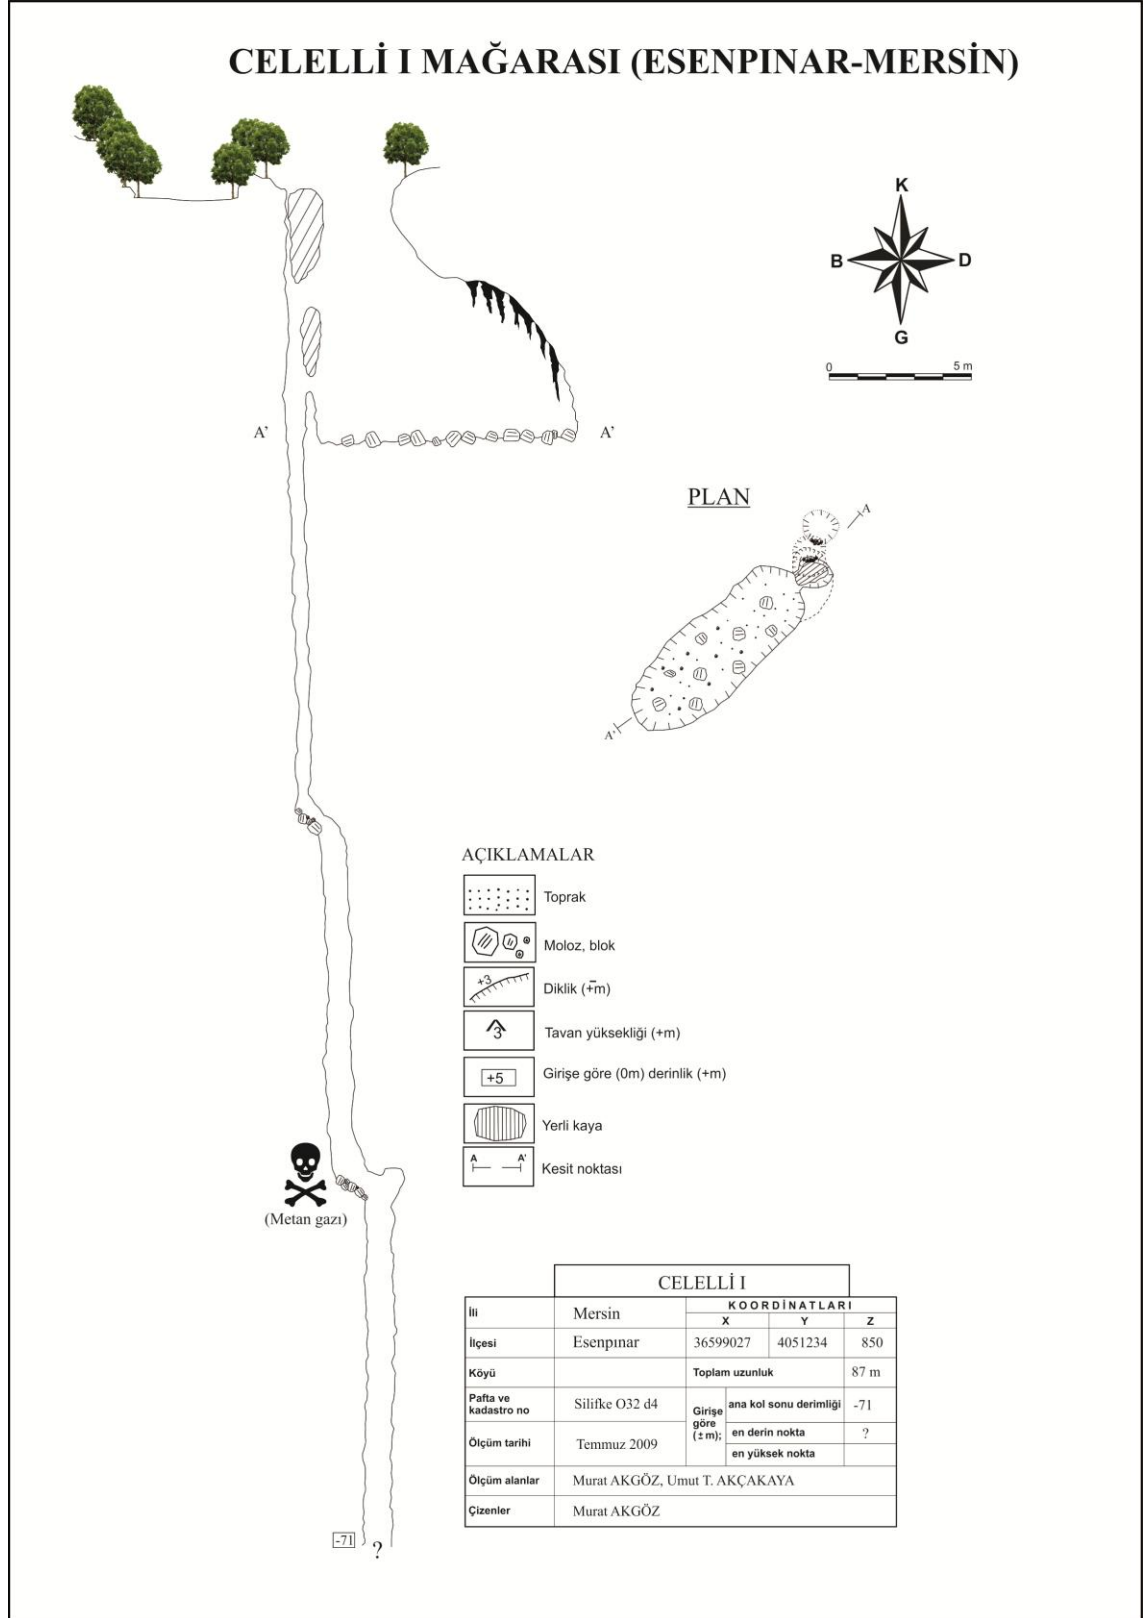 CELELLİ I MAĞARASI (ESENPINAR-MERSİN)
K
B D
G
0 5 m
A' A'
PLAN
A
A'
AÇIKLAMALAR
Toprak
Moloz, blok
+3
Diklik (+-m)
3
Tavan yüksekliği (+m)
+5
Girişe göre (0m) derinlik (+m)
Yerli kaya
A A'
Kesit noktası
(Metan gazı)
CELELLİ I
İli Mersin KOORDİNATLARI
X Y Z
İlçesi Esenpınar 36599027 4051234 850
Köyü Toplam uzunluk 87 m
Pafta ve
kadastro no Silifke O32 d4
Girişe
göre
(±m);
ana kol sonu derimliği -71
en derin nokta ?
en yüksek nokta
Ölçüm tarihi Temmuz 2009
Ölçüm alanlar Murat AKGÖZ, Umut T. AKÇAKAYA
Çizenler Murat AKGÖZ
-71 ?